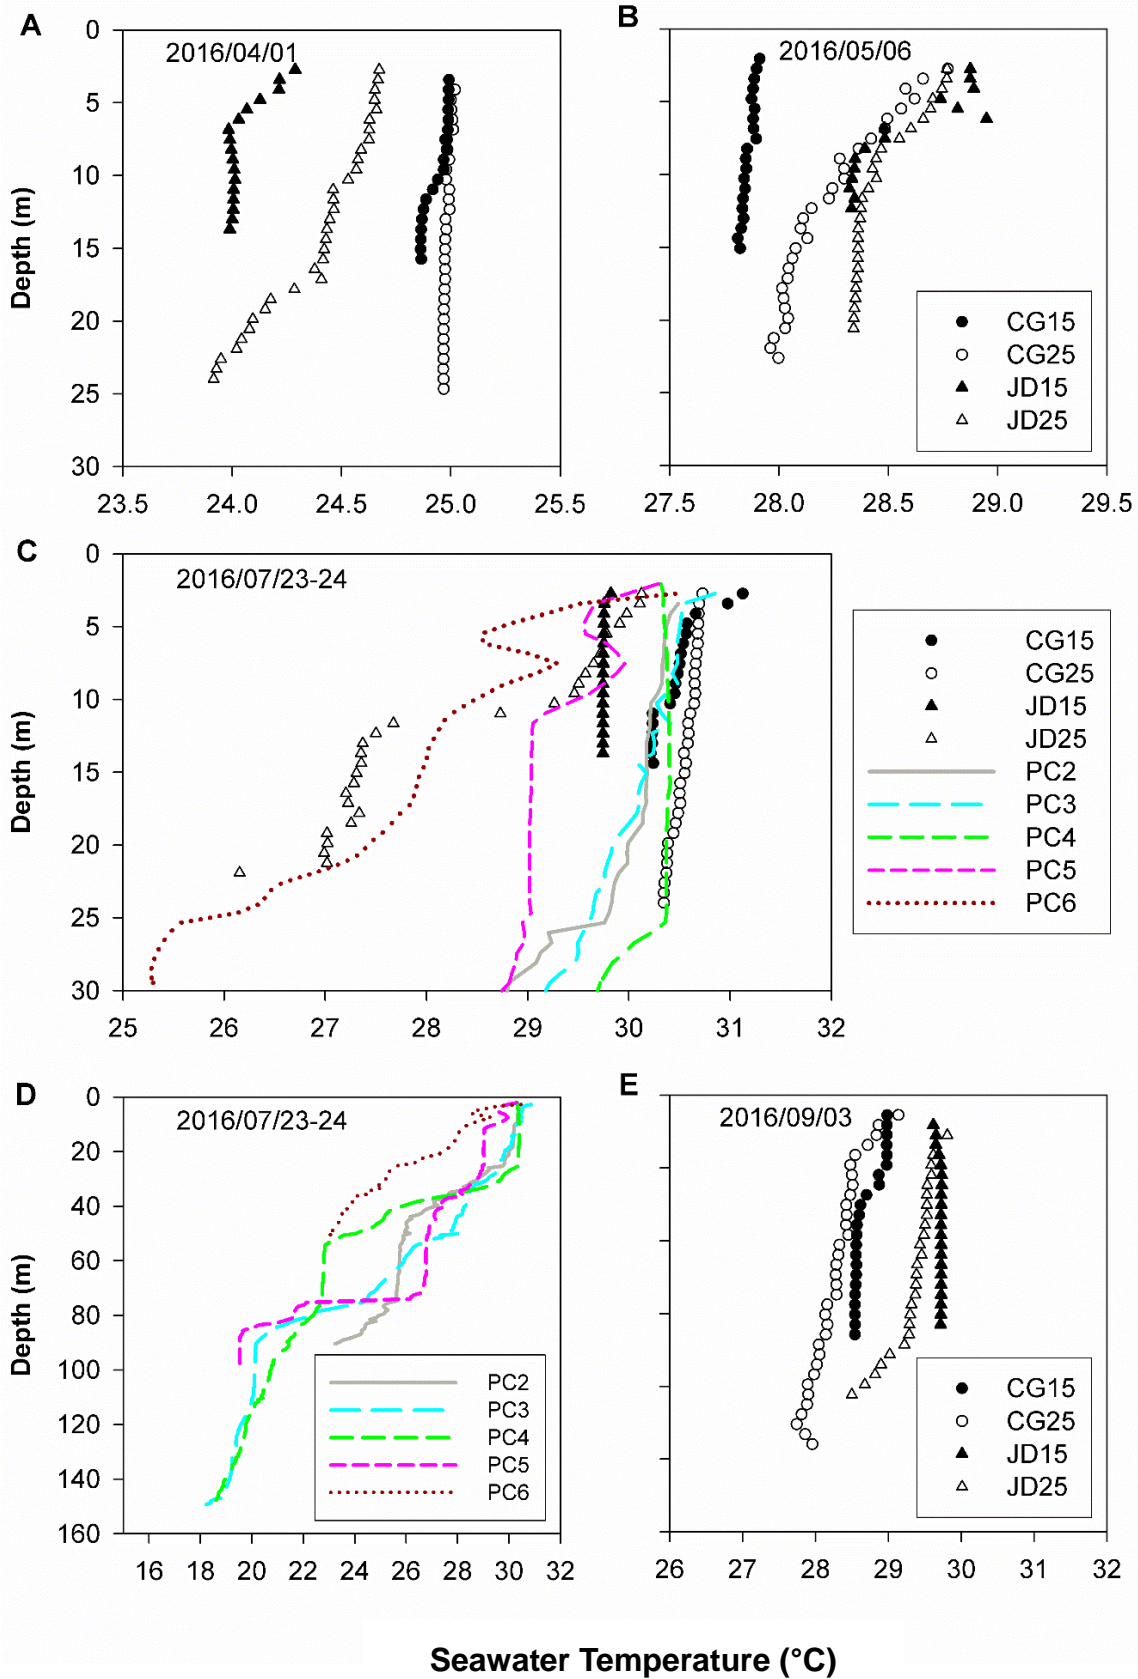 A
2016/04/01
0
5
10
15
20
25
30
Depth (m)
23.5 24.0 24.5 25.0 25.5
B
2016/05/06
CG15
CG25
JD15
JD25
27.5 28.0 28.5 29.0 29.5
C
2016/07/23-24
0
5
10
15
20
25
30
Depth (m)
25 26 27 28 29 30 31 32
CG15
CG25
JD15
JD25
PC2
PC3
PC4
PC5
PC6
D
2016/07/23-24
0
20
40
60
80
100
120
140
160
Depth (m)
PC2
PC3
PC4
PC5
PC6
16 18 20 22 24 26 28 30 32
E
2016/09/03
CG15
CG25
JD15
JD25
26 27 28 29 30 31 32
Seawater Temperature (°C)